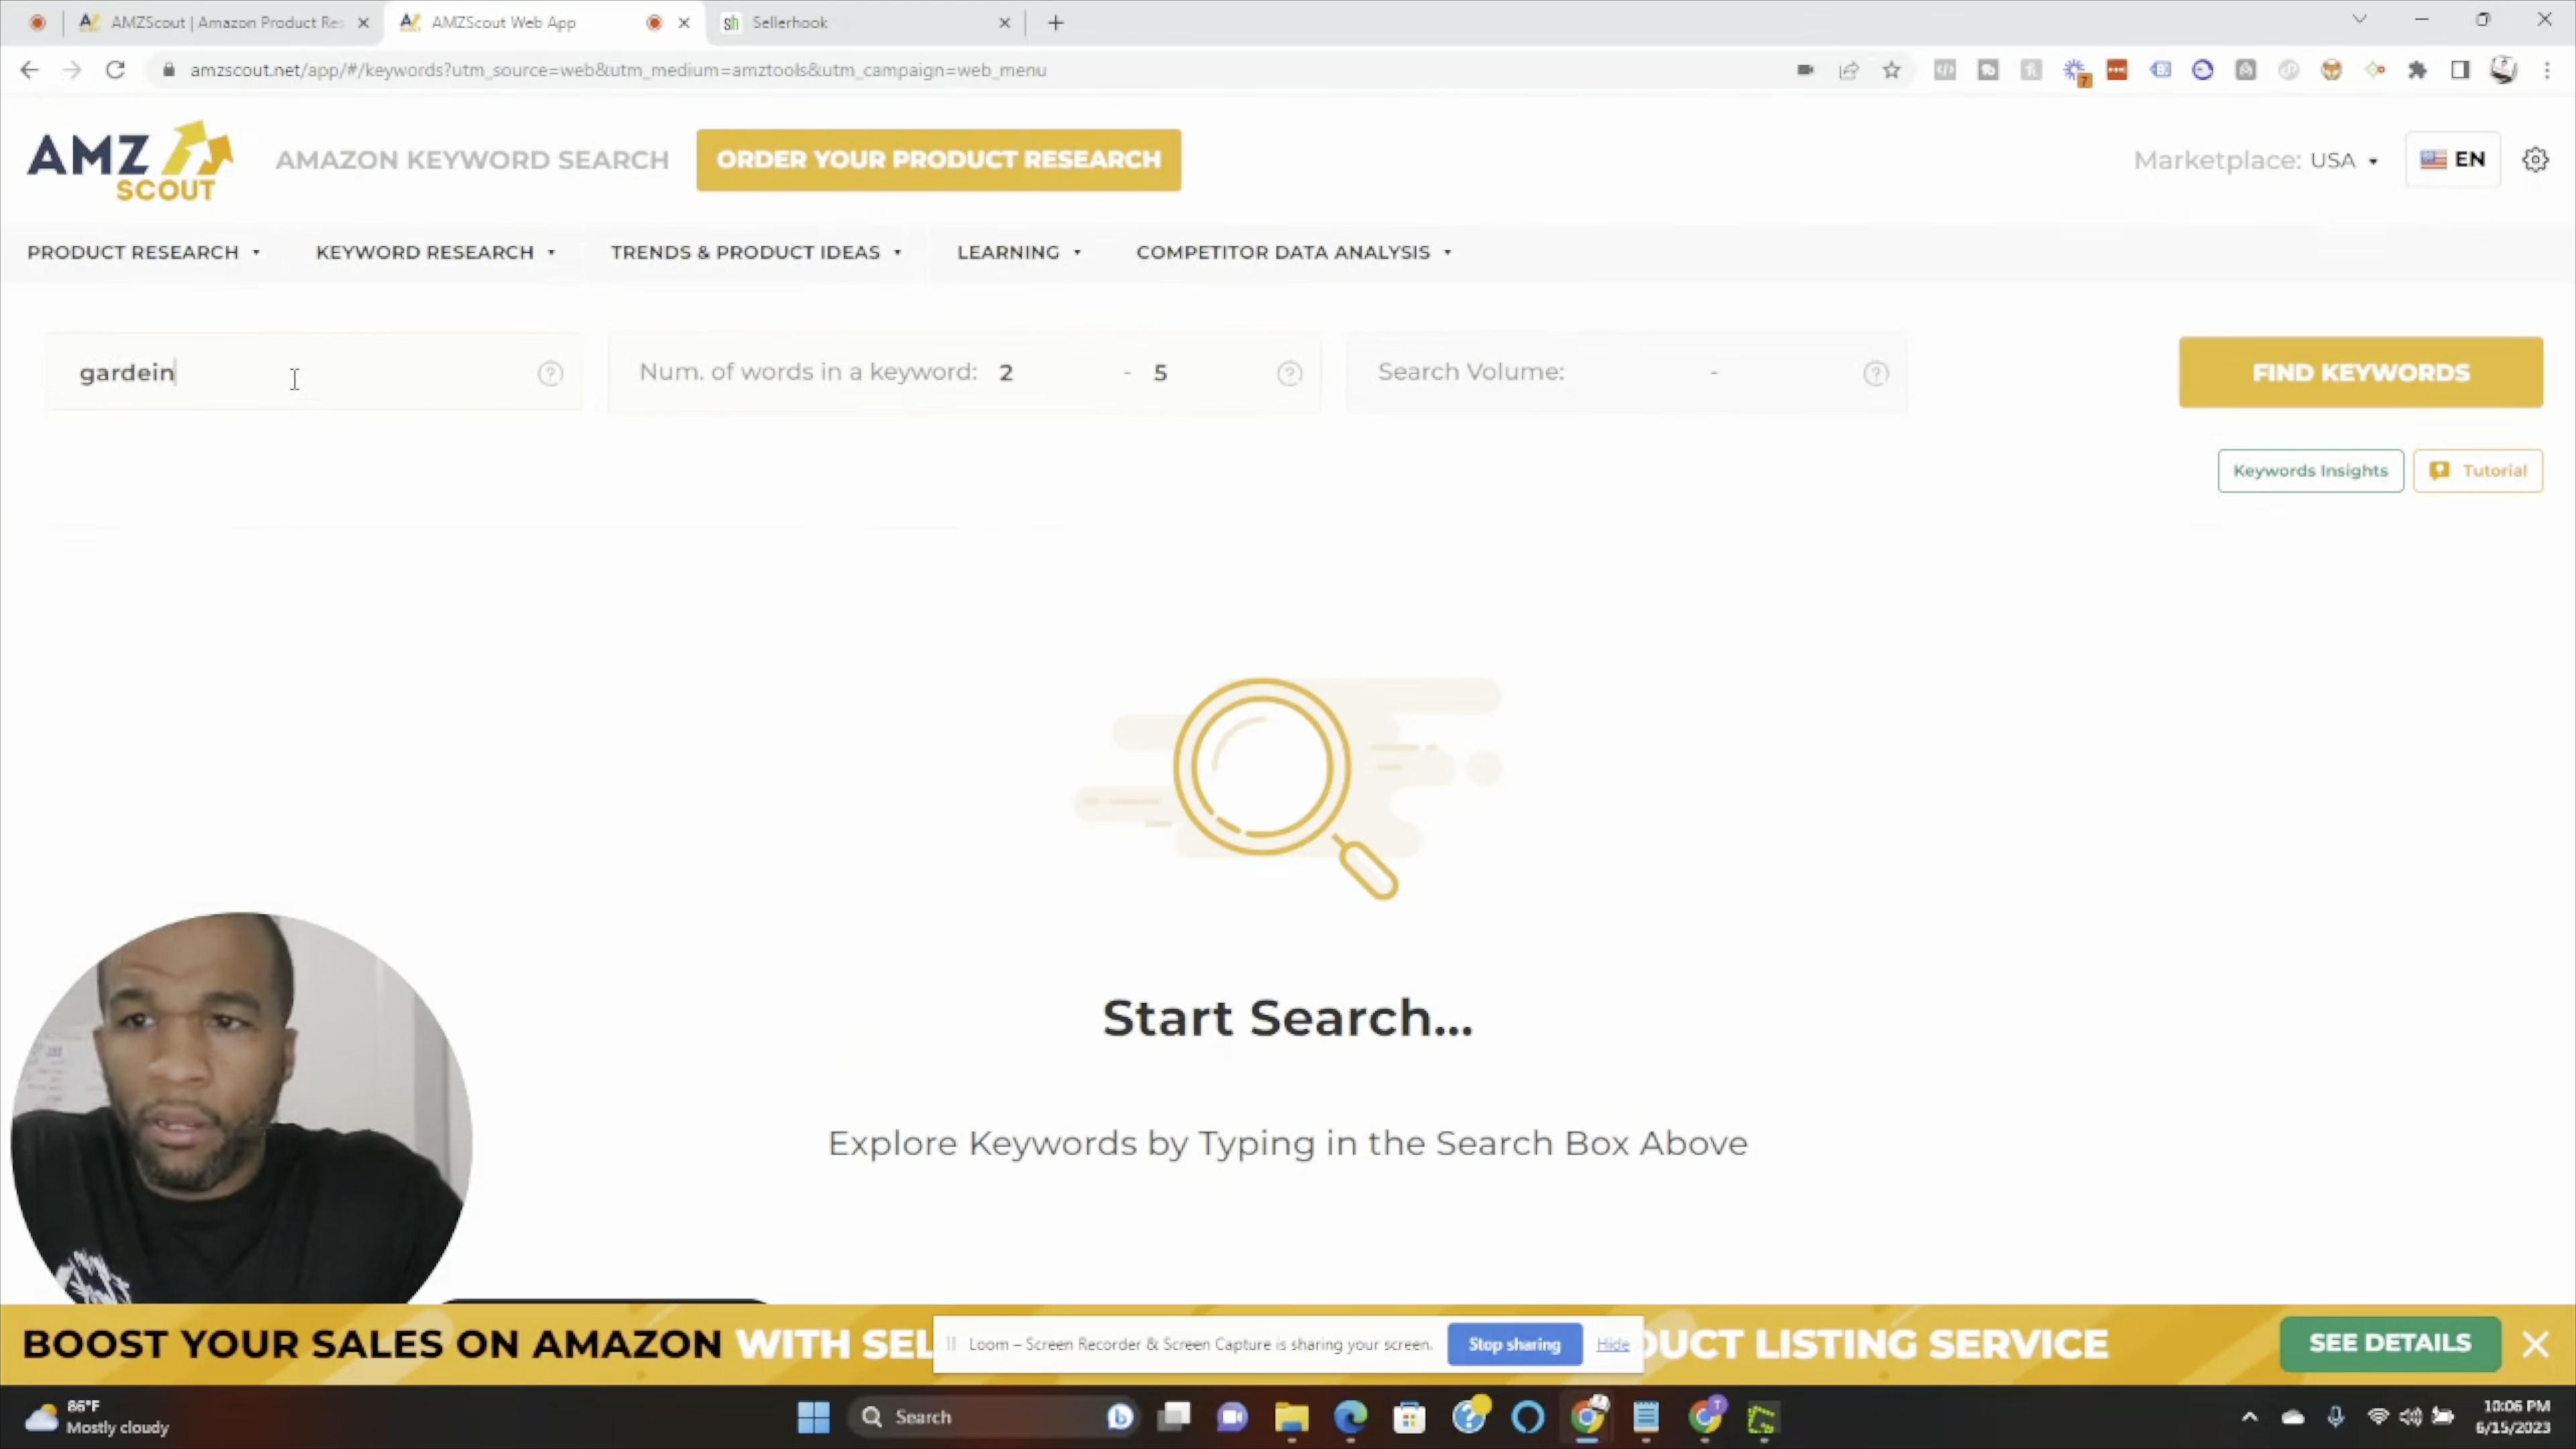 AMZScout | Amazon Product Re
AMZScout Web App
sh Sellerhook
amzscout.net/app/#/keywords?utm_source=web&utm_medium=amztools&utm_campaign=web_menu
7
AMZ
SCOUT
AMAZON KEYWORD SEARCH
ORDER YOUR PRODUCT RESEARCH
Marketplace: USA
EN
PRODUCT RESEARCH
KEYWORD RESEARCH
TRENDS & PRODUCT IDEAS
LEARNING
COMPETITOR DATA ANALYSIS
gardein
?
Num. of words in a keyword: 2 - 5
?
Search Volume: -
?
FIND KEYWORDS
Keywords Insights
Tutorial
Start Search...
Explore Keywords by Typing in the Search Box Above
BOOST YOUR SALES ON AMAZON WITH SEL
Loom – Screen Recorder & Screen Capture is sharing your screen.
Stop sharing
Hide
DUCT LISTING SERVICE
SEE DETAILS
86°F
Mostly cloudy
Search
10:06 PM
6/15/2023